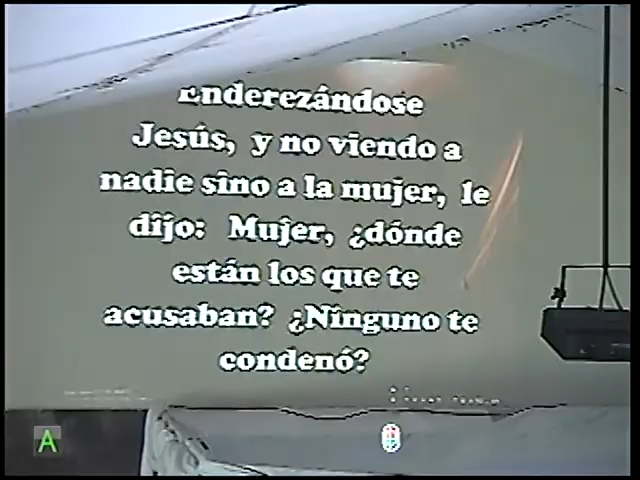 Enderezándose
Jesús, y no viendo a
nadie sino a la mujer, le
dijo: Mujer, ¿dónde
están los que te
acusaban? ¿Ninguno te
condenó?
A